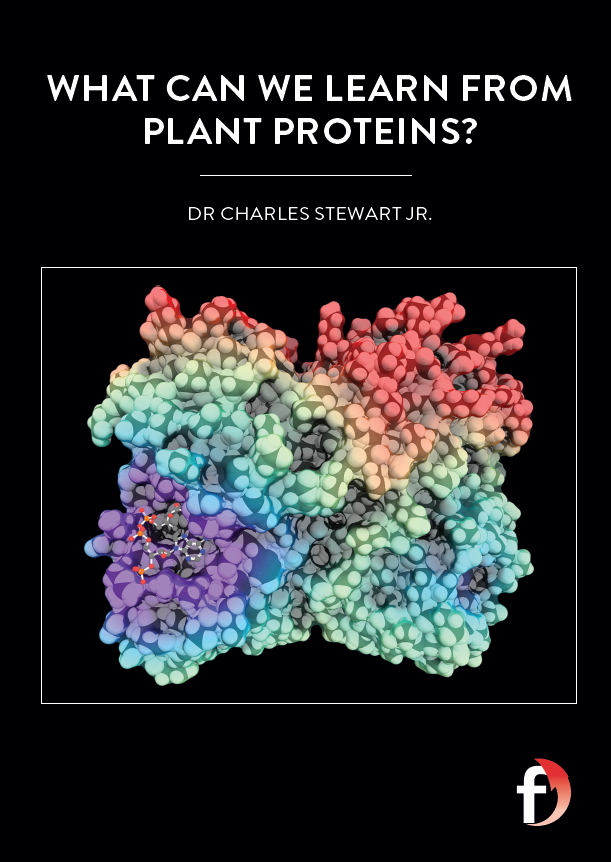 WHAT CAN WE LEARN FROM
PLANT PROTEINS?
DR CHARLES STEWART JR.
f